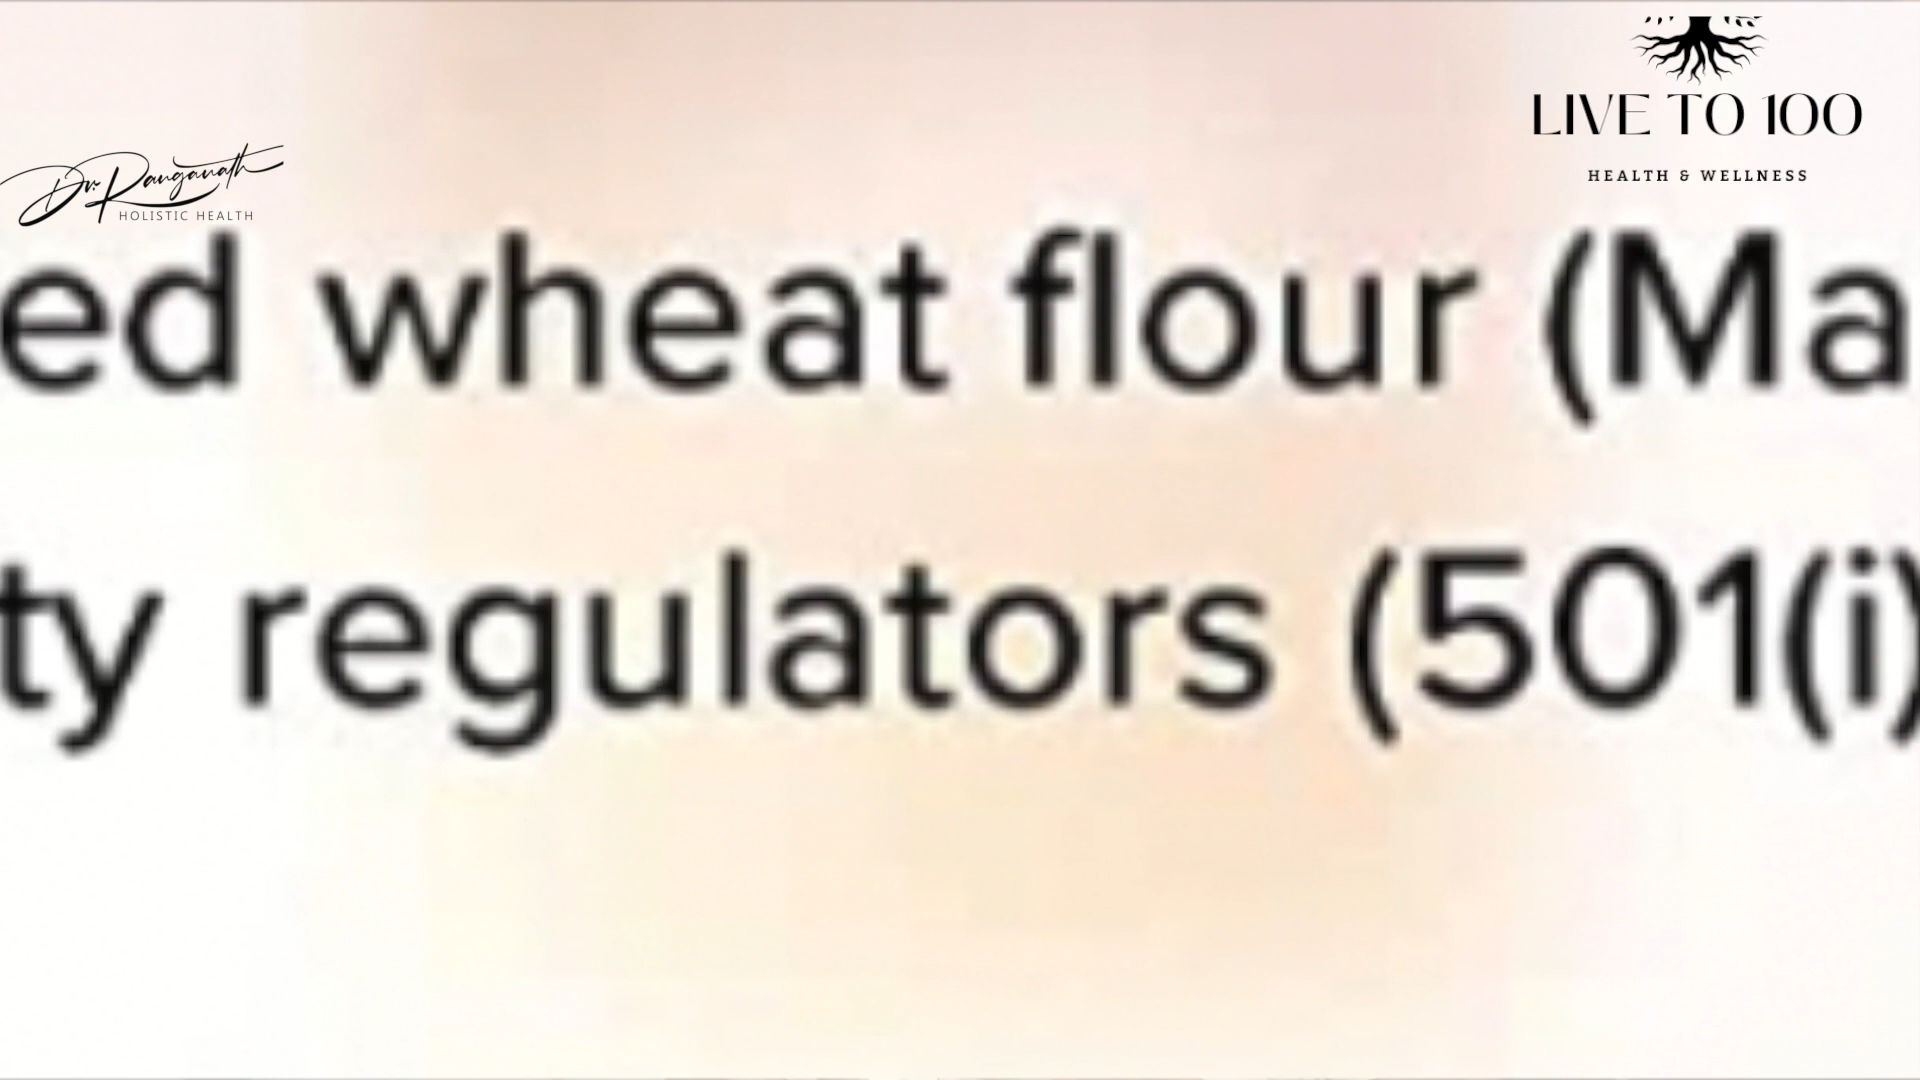 LIVE TO 100
HEALTH & WELLNESS
Dr. Ranganath
HOLISTIC HEALTH
ed wheat flour (Ma
ty regulators (501(i)